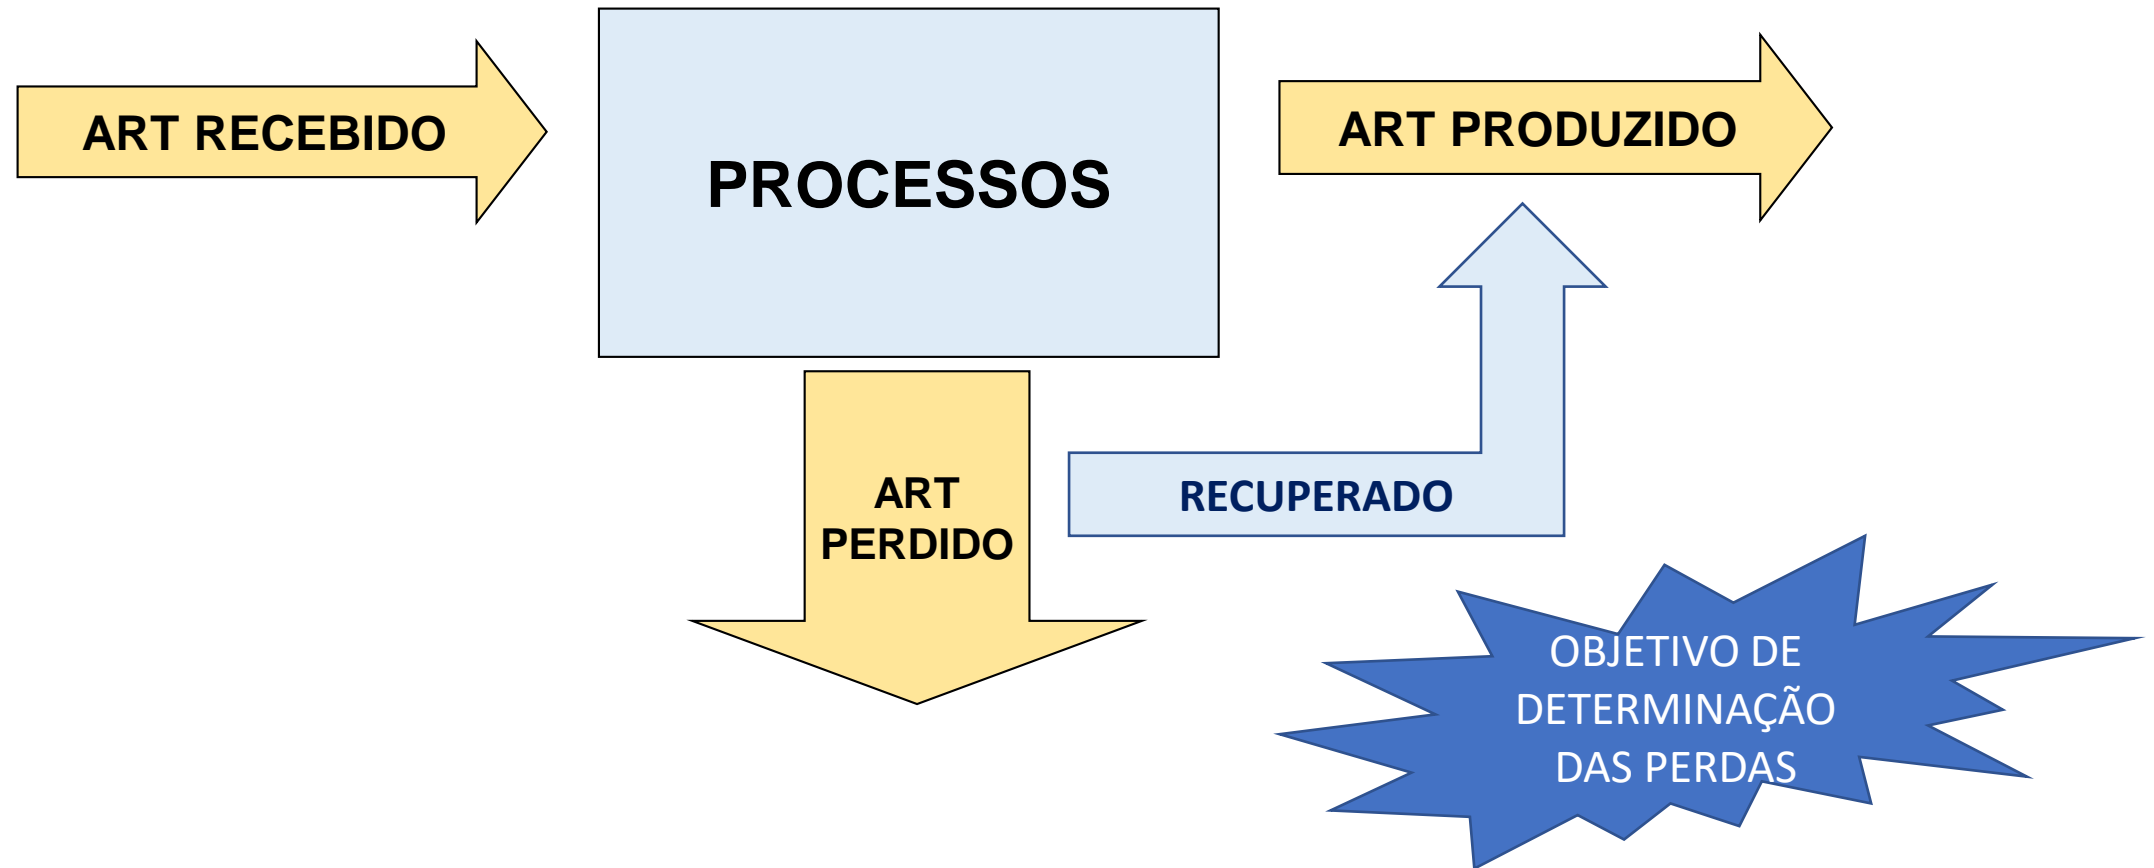 ART RECEBIDO
PROCESSOS
ART PRODUZIDO
ART
PERDIDO
RECUPERADO
OBJETIVO DE
DETERMINAÇÃO
DAS PERDAS